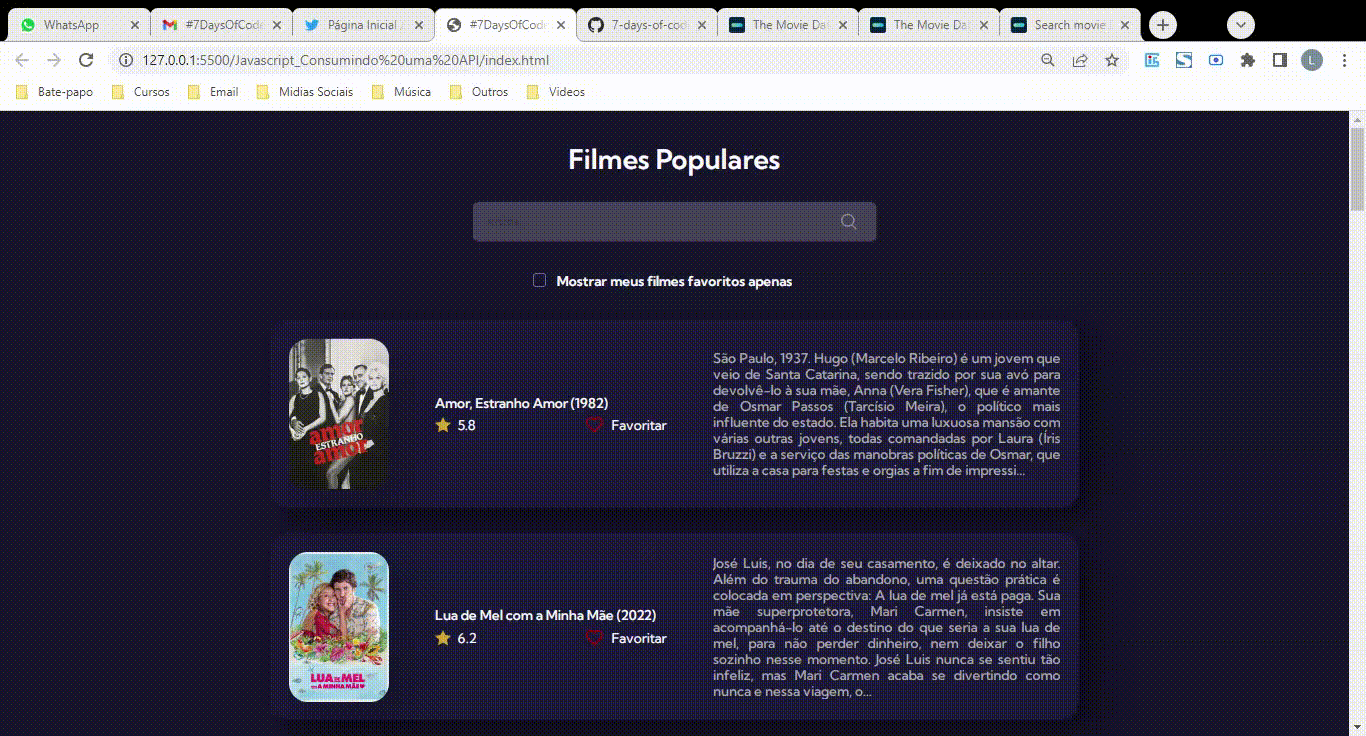 WhatsApp
#7DaysOfCode
Página Inicial
#7DaysOfCode
7-days-of-cod
The Movie Da
The Movie Da
Search movie
127.0.0.1:5500/Javascript_Consumindo%20uma%20API/index.html
L
Bate-papo
Cursos
Email
Midias Sociais
Música
Outros
Videos
Filmes Populares
Mostrar meus filmes favoritos apenas
amor
ESTRANHO
amor
Amor, Estranho Amor (1982)
5.8
Favoritar
São Paulo, 1937. Hugo (Marcelo Ribeiro) é um jovem que
veio de Santa Catarina, sendo trazido por sua avó para
devolvê-lo à sua mãe, Anna (Vera Fisher), que é amante
de Osmar Passos (Tarcísio Meira), o político mais
influente do estado. Ela habita uma luxuosa mansão com
várias outras jovens, todas comandadas por Laura (Íris
Bruzzi) e a serviço das manobras políticas de Osmar, que
utiliza a casa para festas e orgias a fim de impressi...
LUA DE MEL
COM A MINHA MÃE
Lua de Mel com a Minha Mãe (2022)
6.2
Favoritar
José Luis, no dia de seu casamento, é deixado no altar.
Além do trauma do abandono, uma questão prática é
colocada em perspectiva: A lua de mel já está paga. Sua
mãe superprotetora, Mari Carmen, insiste em
acompanhá-lo até o destino do que seria a sua lua de
mel, para não perder dinheiro, nem deixar o filho
sozinho nesse momento. José Luis nunca se sentiu tão
infeliz, mas Mari Carmen acaba se divertindo como
nunca e nessa viagem, o...